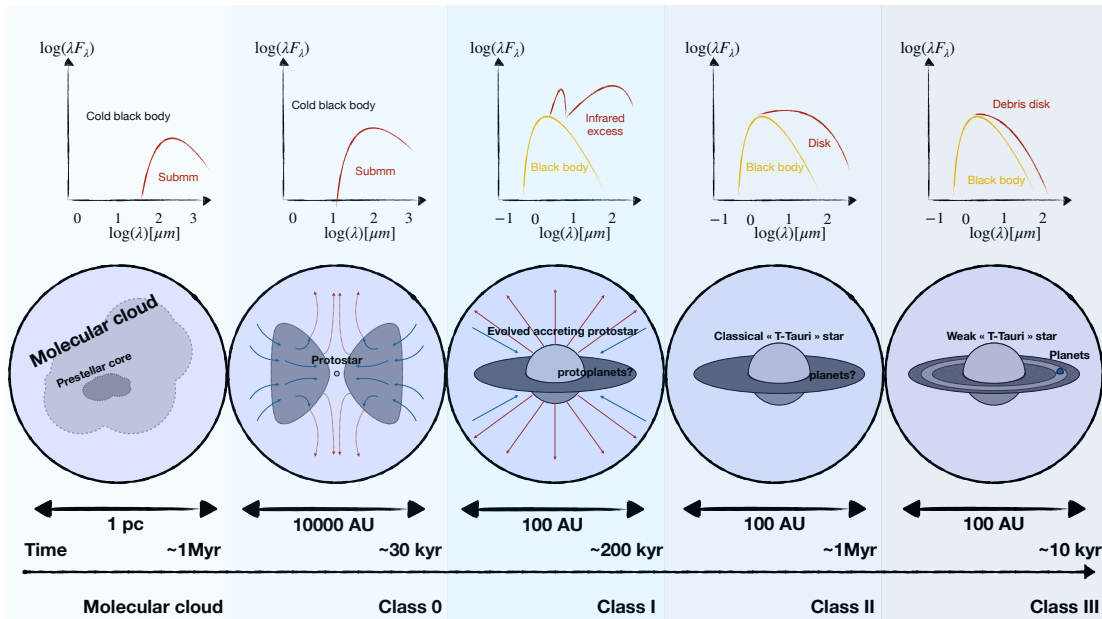 log(λFλ)
Cold black body
Submm
0 1 2 3
log(λ)[μm]
log(λFλ)
Cold black body
Submm
0 1 2 3
log(λ)[μm]
log(λFλ)
Infrared
excess
Black body
−1 0 1 2
log(λ)[μm]
log(λFλ)
Disk
Black body
−1 0 1 2
log(λ)[μm]
log(λFλ)
Debris disk
Black body
−1 0 1 2
log(λ)[μm]
Molecular cloud
Prestellar core
Protostar
Evolved accreting protostar
protoplanets?
Classical « T-Tauri » star
planets?
Weak « T-Tauri » star
Planets
1 pc
10000 AU
100 AU
100 AU
100 AU
Time
~1Myr
~30 kyr
~200 kyr
~1Myr
~10 kyr
Molecular cloud
Class 0
Class I
Class II
Class III